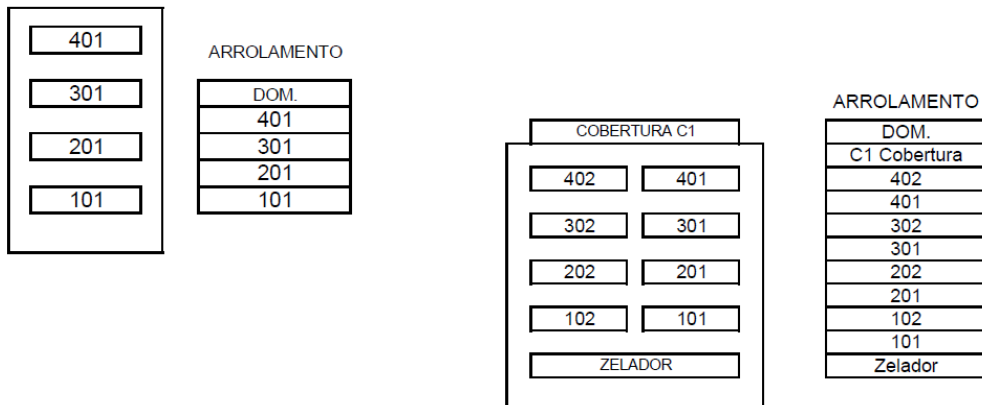 401
301
201
101
ARROLAMENTO
DOM.
401
301
201
101
COBERTURA C1
402 401
302 301
202 201
102 101
ZELADOR
ARROLAMENTO
DOM.
C1 Cobertura
402
401
302
301
202
201
102
101
Zelador